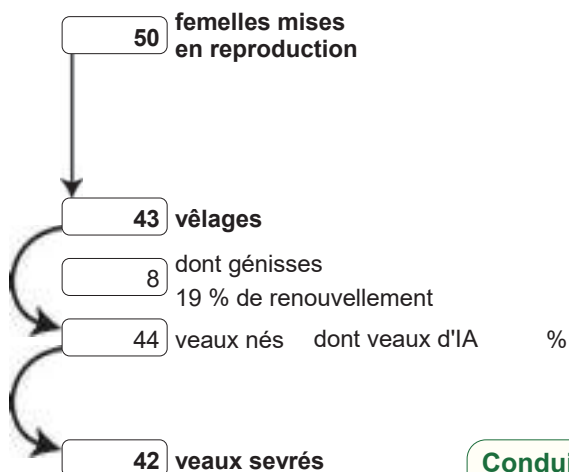 50 femelles mises
en reproduction
43 vêlages
8 dont génisses
19 % de renouvellement
44 veaux nés dont veaux d'IA %
42 veaux sevrés
Condui